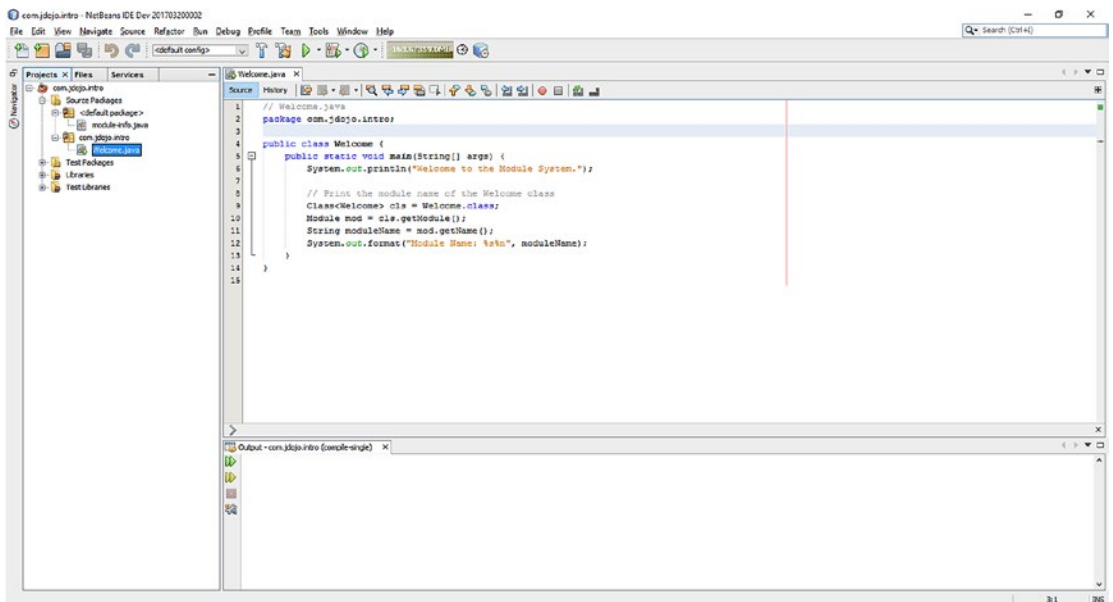 com.jdojo.intro - NetBeans IDE Dev 201703200002
File Edit View Navigate Source Refactor Run Debug Profile Team Tools Window Help
Search (Ctrl+I)
<default config>
Projects Files Services
Navigator
com.jdojo.intro
Source Packages
<default package>
module-info.java
com.jdojo.intro
Welcome.java
Test Packages
Libraries
Test Libraries
Welcome.java
Source History
1 // Welcome.java
2 package com.jdojo.intro;
3
4 public class Welcome {
5 public static void main(String[] args) {
6 System.out.println("Welcome to the Module System.");
7
8 // Print the module name of the Welcome class
9 Class<Welcome> cls = Welcome.class;
10 Module mod = cls.getModule();
11 String moduleName = mod.getName();
12 System.out.format("Module Name: %s%n", moduleName);
13 }
14 }
15
Output - com.jdojo.intro (compile-single)
3:1 INS